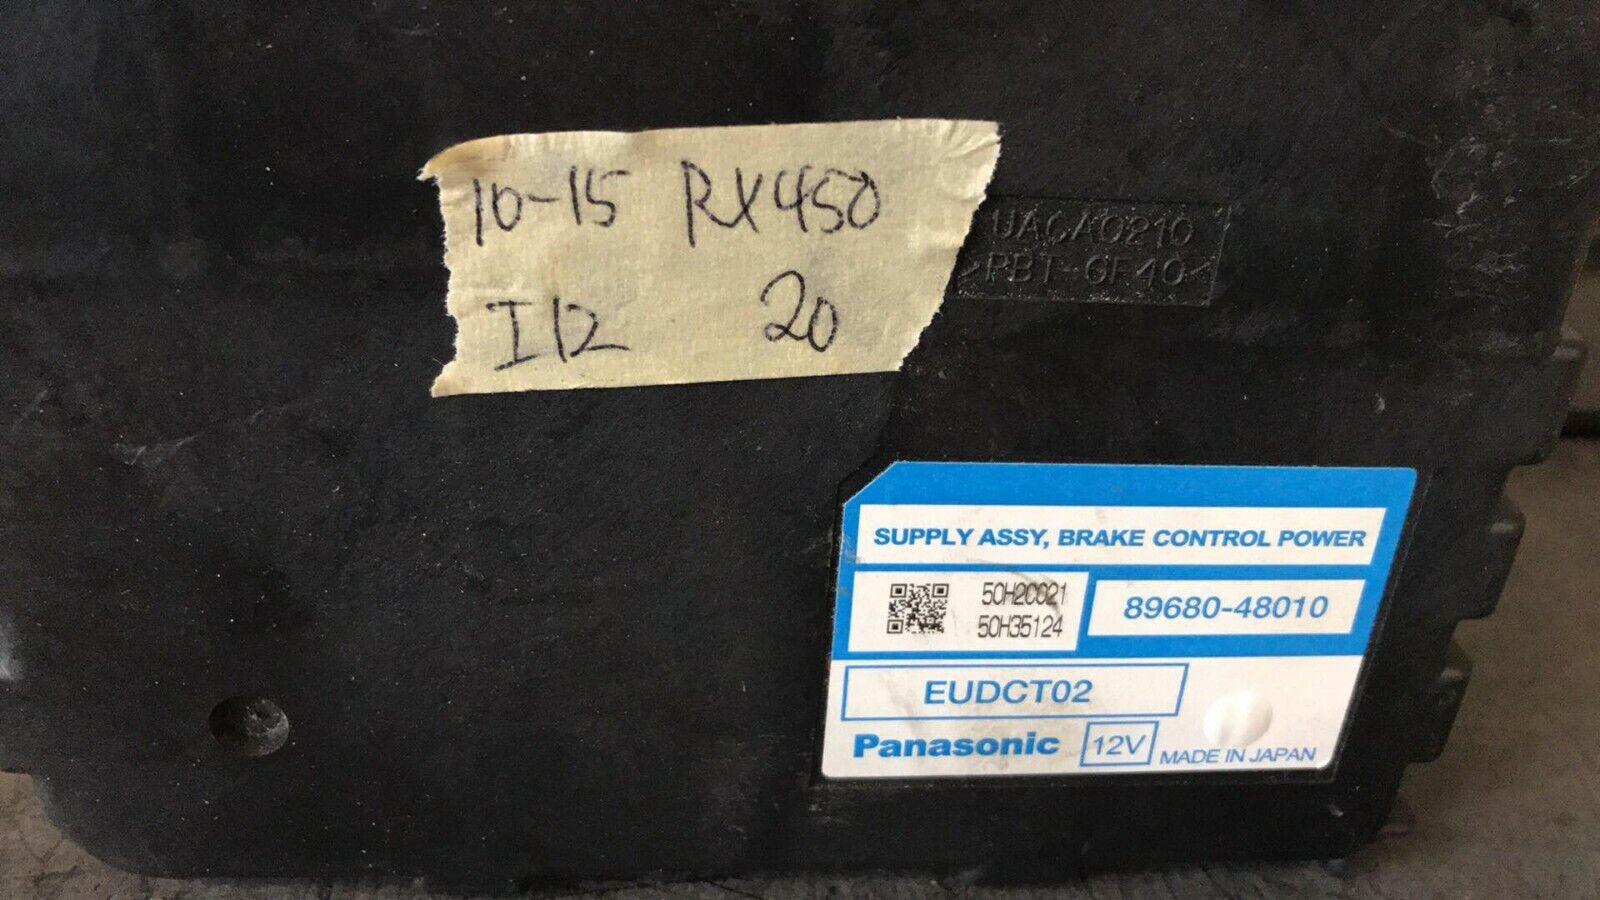 10-15 RX450
I12 20
UACA0210
>PBT-GF40<
SUPPLY ASSY, BRAKE CONTROL POWER
50H20021
50H35124
89680-48010
EUDCT02
Panasonic 12V MADE IN JAPAN